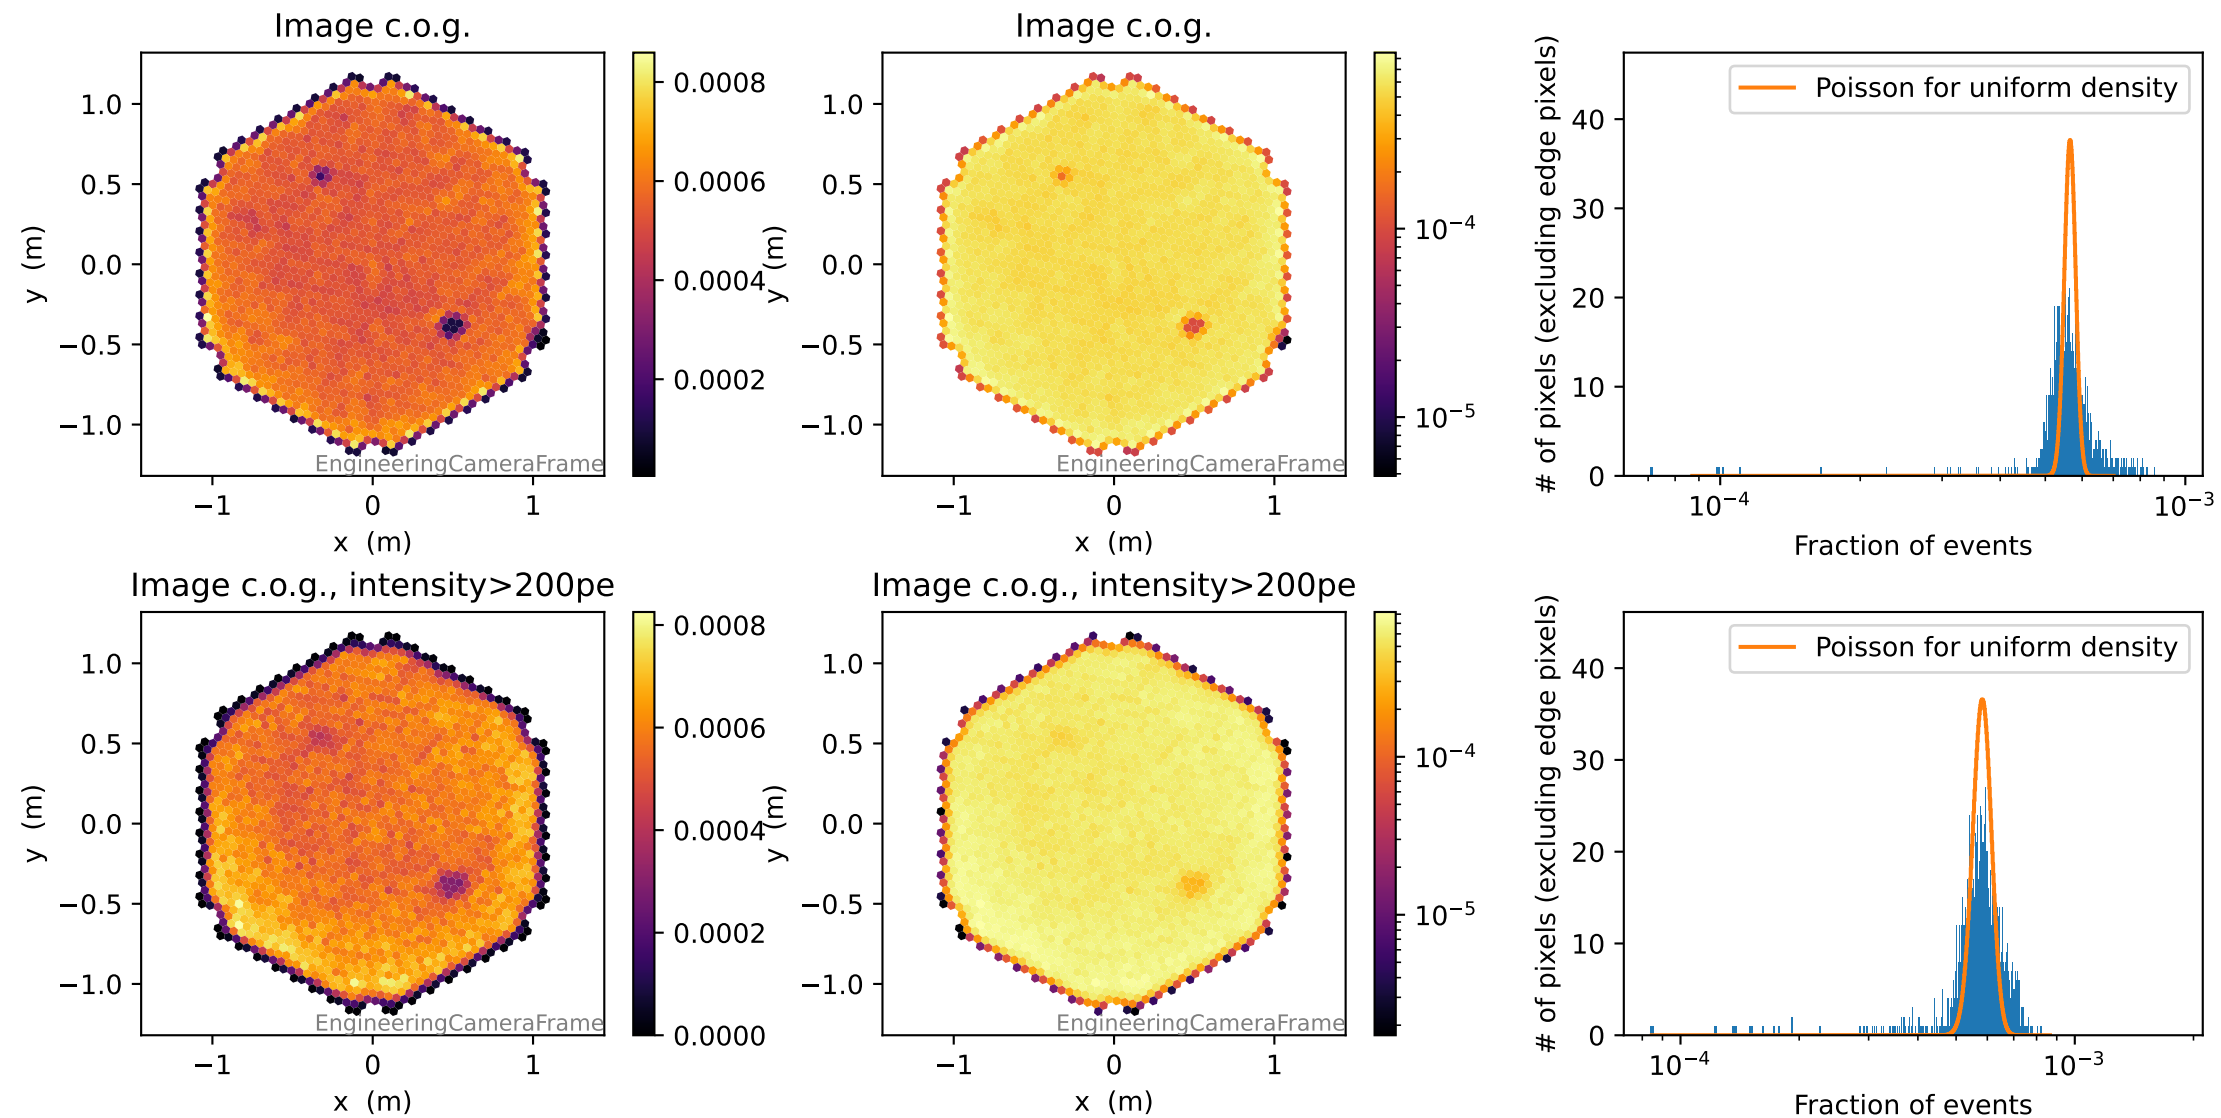 Image c.o.g.
1.0
0.5
0.0
−0.5
−1.0
y (m)
−1
0
1
x (m)
EngineeringCameraFrame
0.0008
0.0006
0.0004
0.0002
Image c.o.g.
1.0
0.5
0.0
−0.5
−1.0
y (m)
−1
0
1
x (m)
EngineeringCameraFrame
10⁻⁴
10⁻⁵
# of pixels (excluding edge pixels)
40
30
20
10
0
Poisson for uniform density
10⁻⁴
10⁻³
Fraction of events
Image c.o.g., intensity>200pe
1.0
0.5
0.0
−0.5
−1.0
y (m)
−1
0
1
x (m)
EngineeringCameraFrame
0.0008
0.0006
0.0004
0.0002
0.0000
Image c.o.g., intensity>200pe
1.0
0.5
0.0
−0.5
−1.0
y (m)
−1
0
1
x (m)
EngineeringCameraFrame
10⁻⁴
10⁻⁵
# of pixels (excluding edge pixels)
40
30
20
10
0
Poisson for uniform density
10⁻⁴
10⁻³
Fraction of events